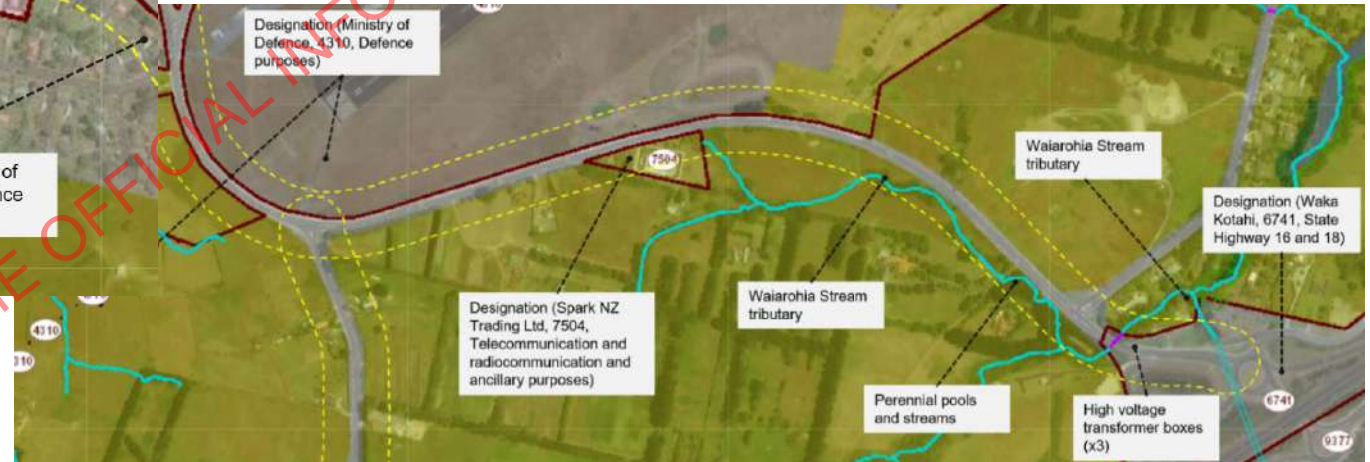 Designation (Ministry of
Defence, 4310, Defence
purposes)
7504
Waiarohia Stream
tributary
Designation (Waka
Kotahi, 6741, State
Highway 16 and 18)
of
nce
THE OFFICIAL INFO
Designation (Spark NZ
Trading Ltd, 7504,
Telecommunication and
radiocommunication and
ancillary purposes)
Waiarohia Stream
tributary
Perennial pools
and streams
High voltage
transformer boxes
(x3)
4310
310
6741
9377